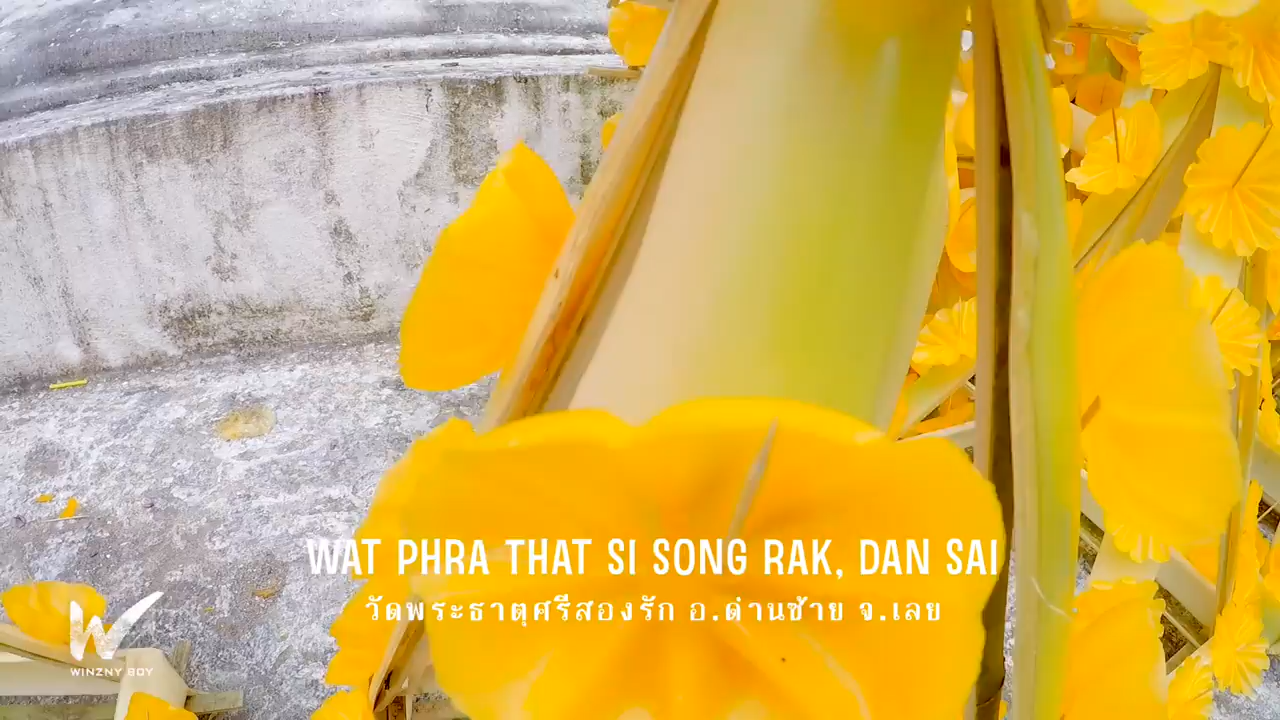 WAT PHRA THAT SI SONG RAK, DAN SAI
วัดพระธาตุศรีสองรัก อ.ด่านซ้าย จ.เลย
W
WINZNY BOY